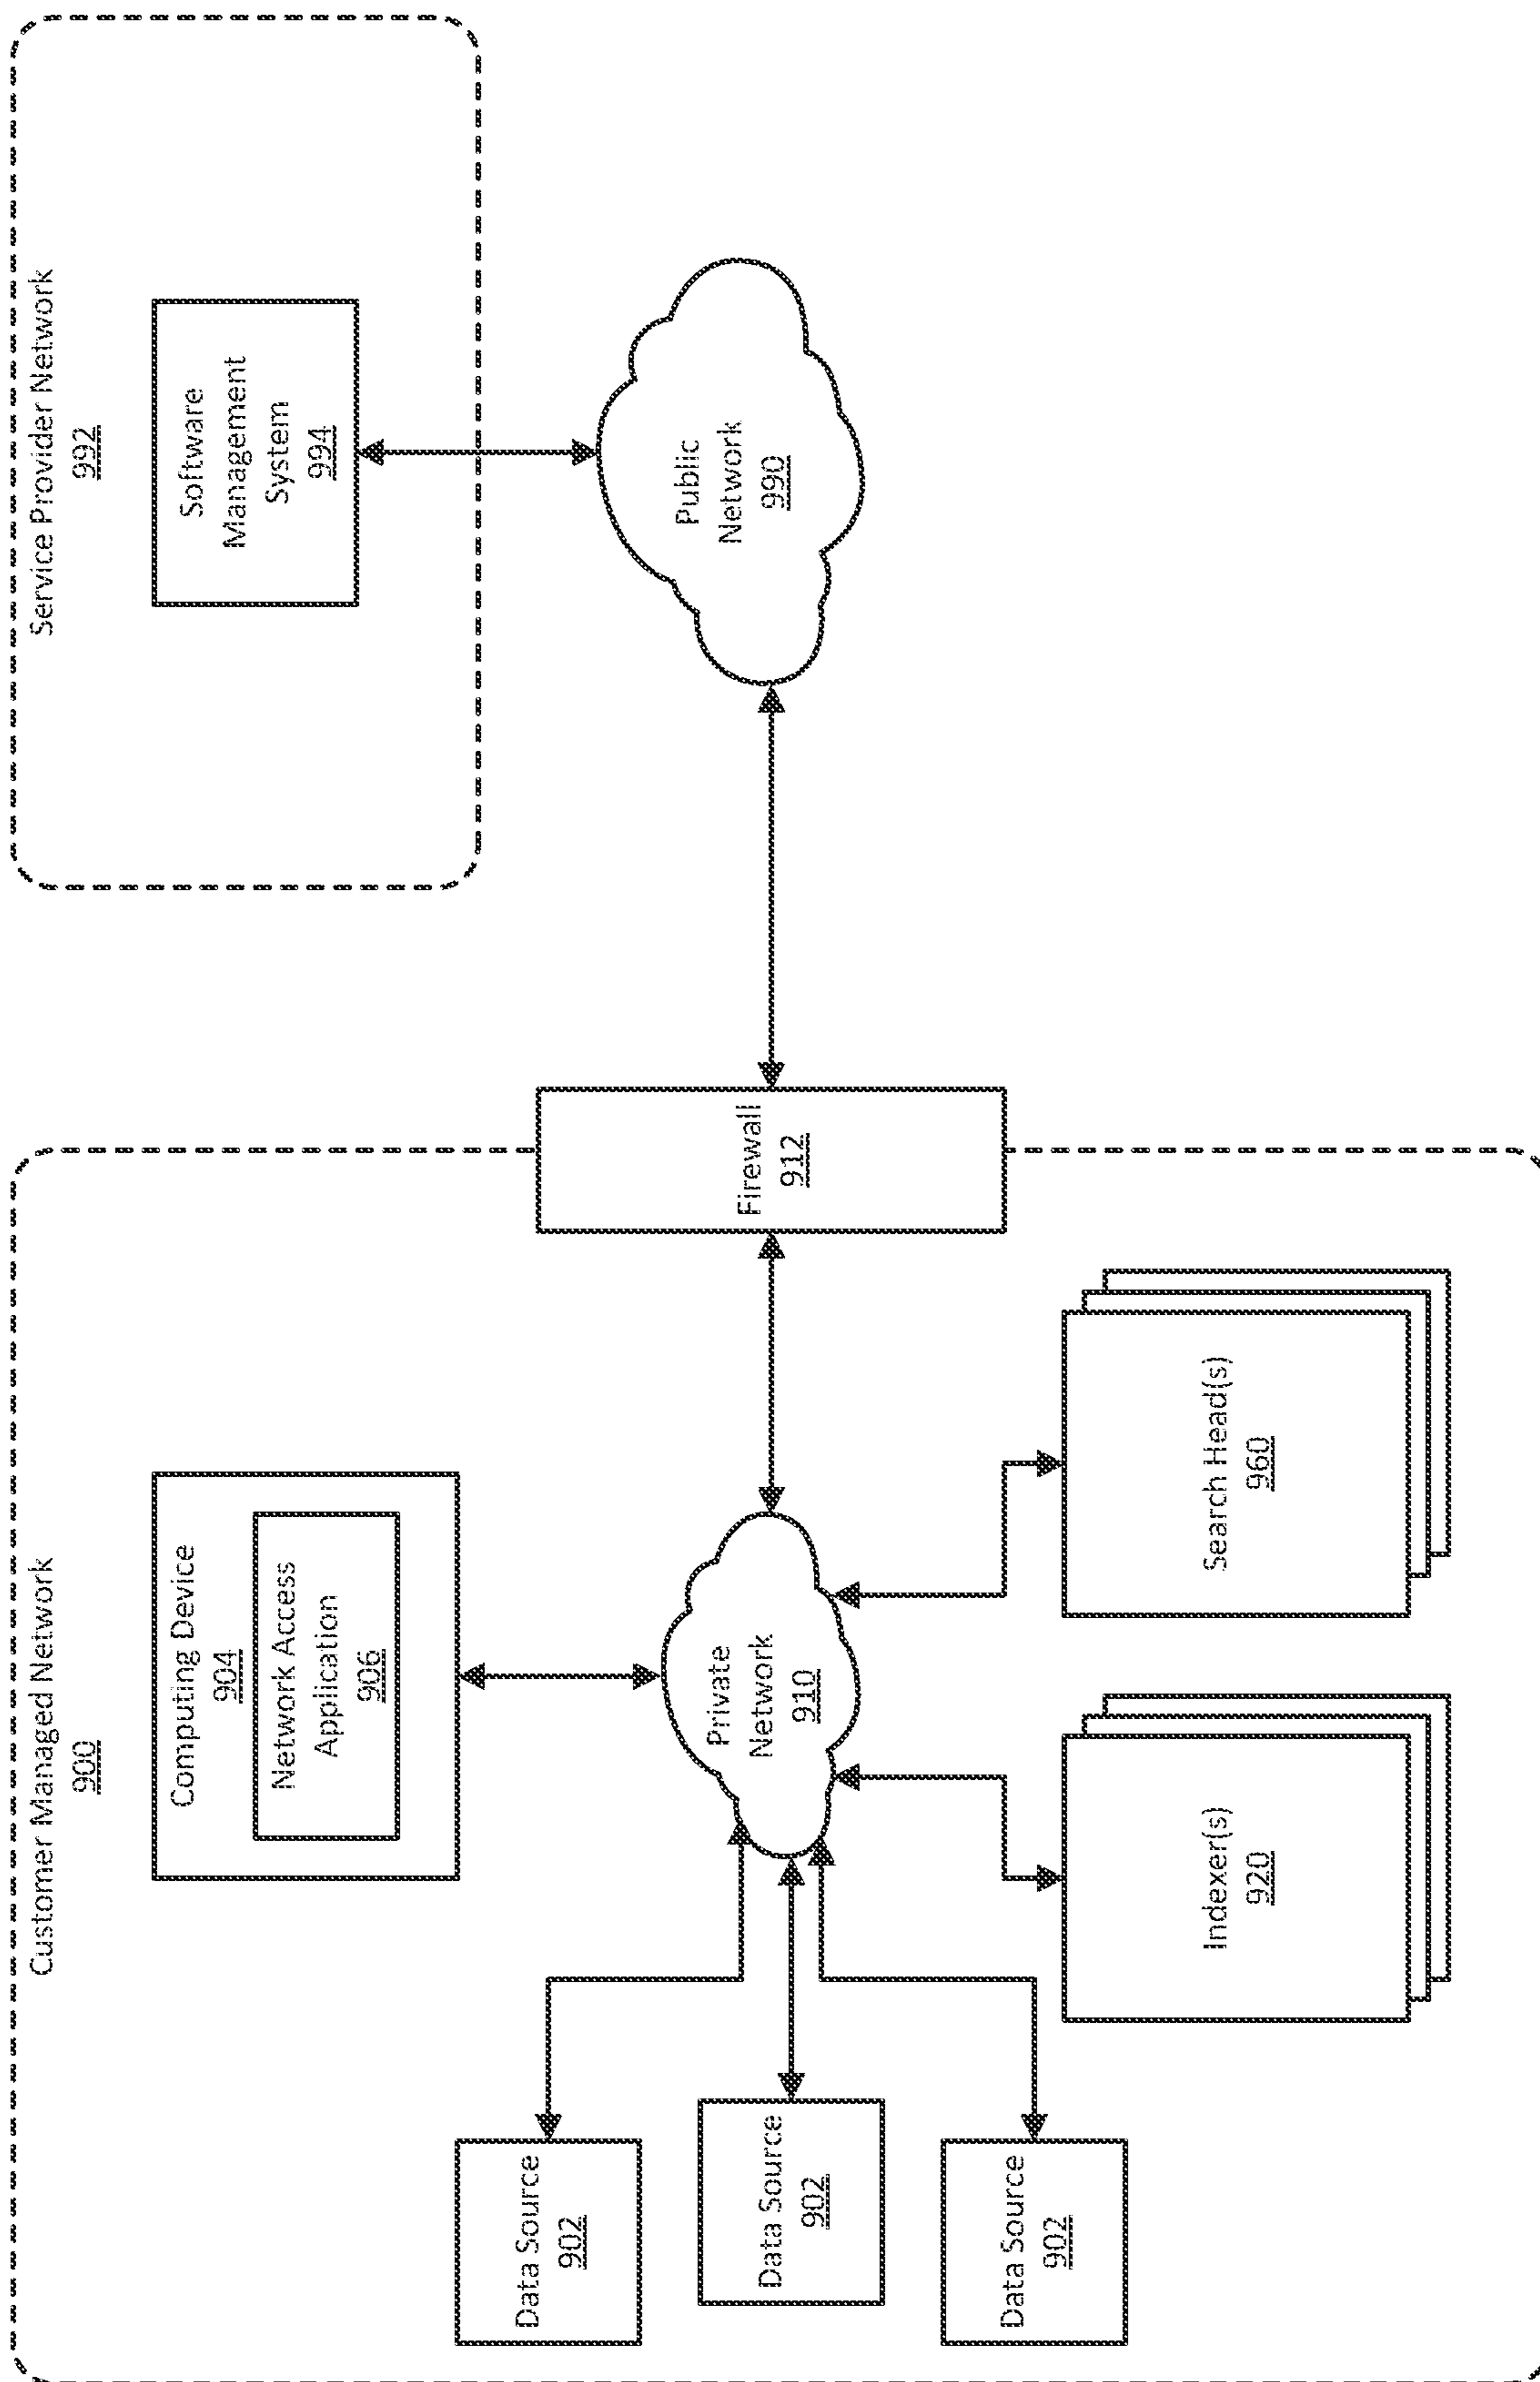 Customer Managed Network
900
Computing Device
904
Network Access
Application
906
Data Source
902
Data Source
902
Data Source
902
Private
Network
910
Indexer(s)
920
Search Head(s)
960
Firewall
912
Service Provider Network
992
Software
Management
System
994
Public
Network
990